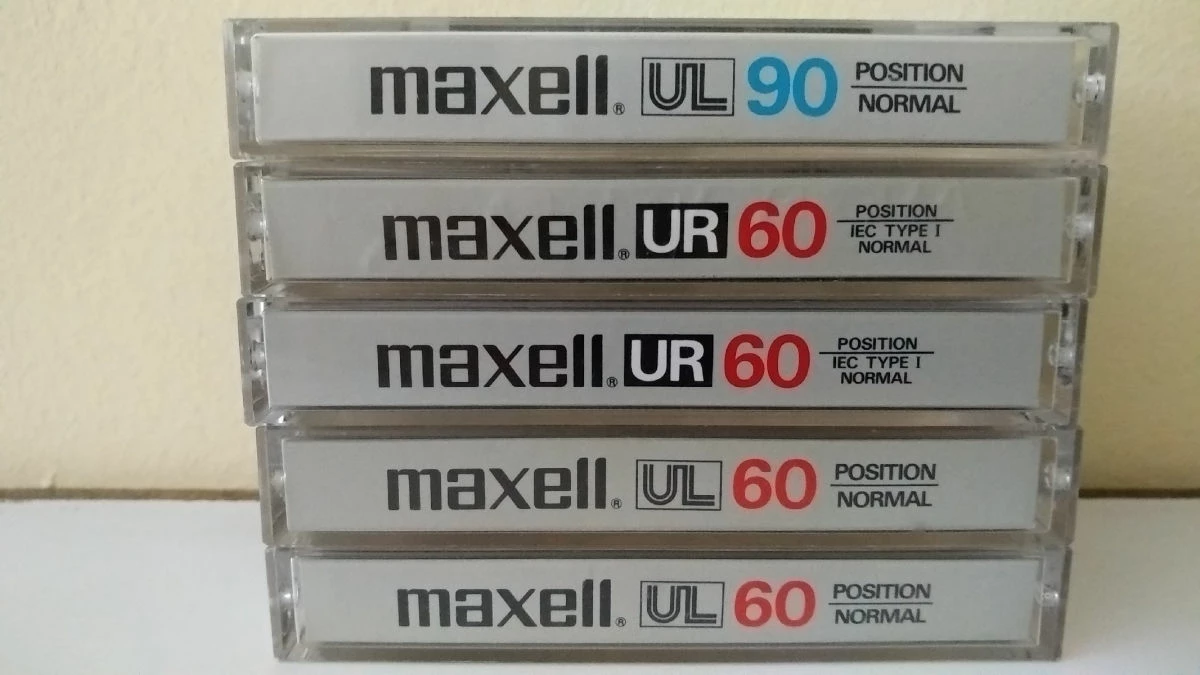 maxell® UL 90 POSITION
NORMAL
maxell® UR 60 POSITION
IEC TYPE I
NORMAL
maxell® UR 60 POSITION
IEC TYPE I
NORMAL
maxell® UL 60 POSITION
NORMAL
maxell® UL 60 POSITION
NORMAL